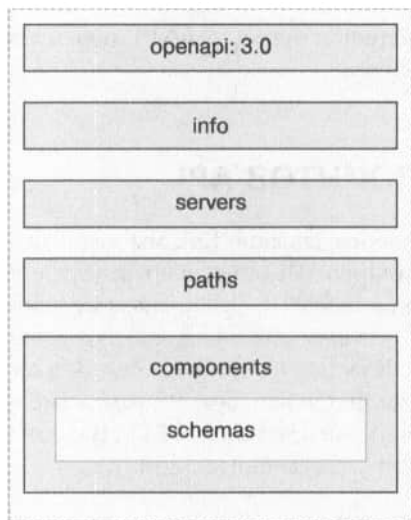 openapi: 3.0
info
servers
paths
components
schemas